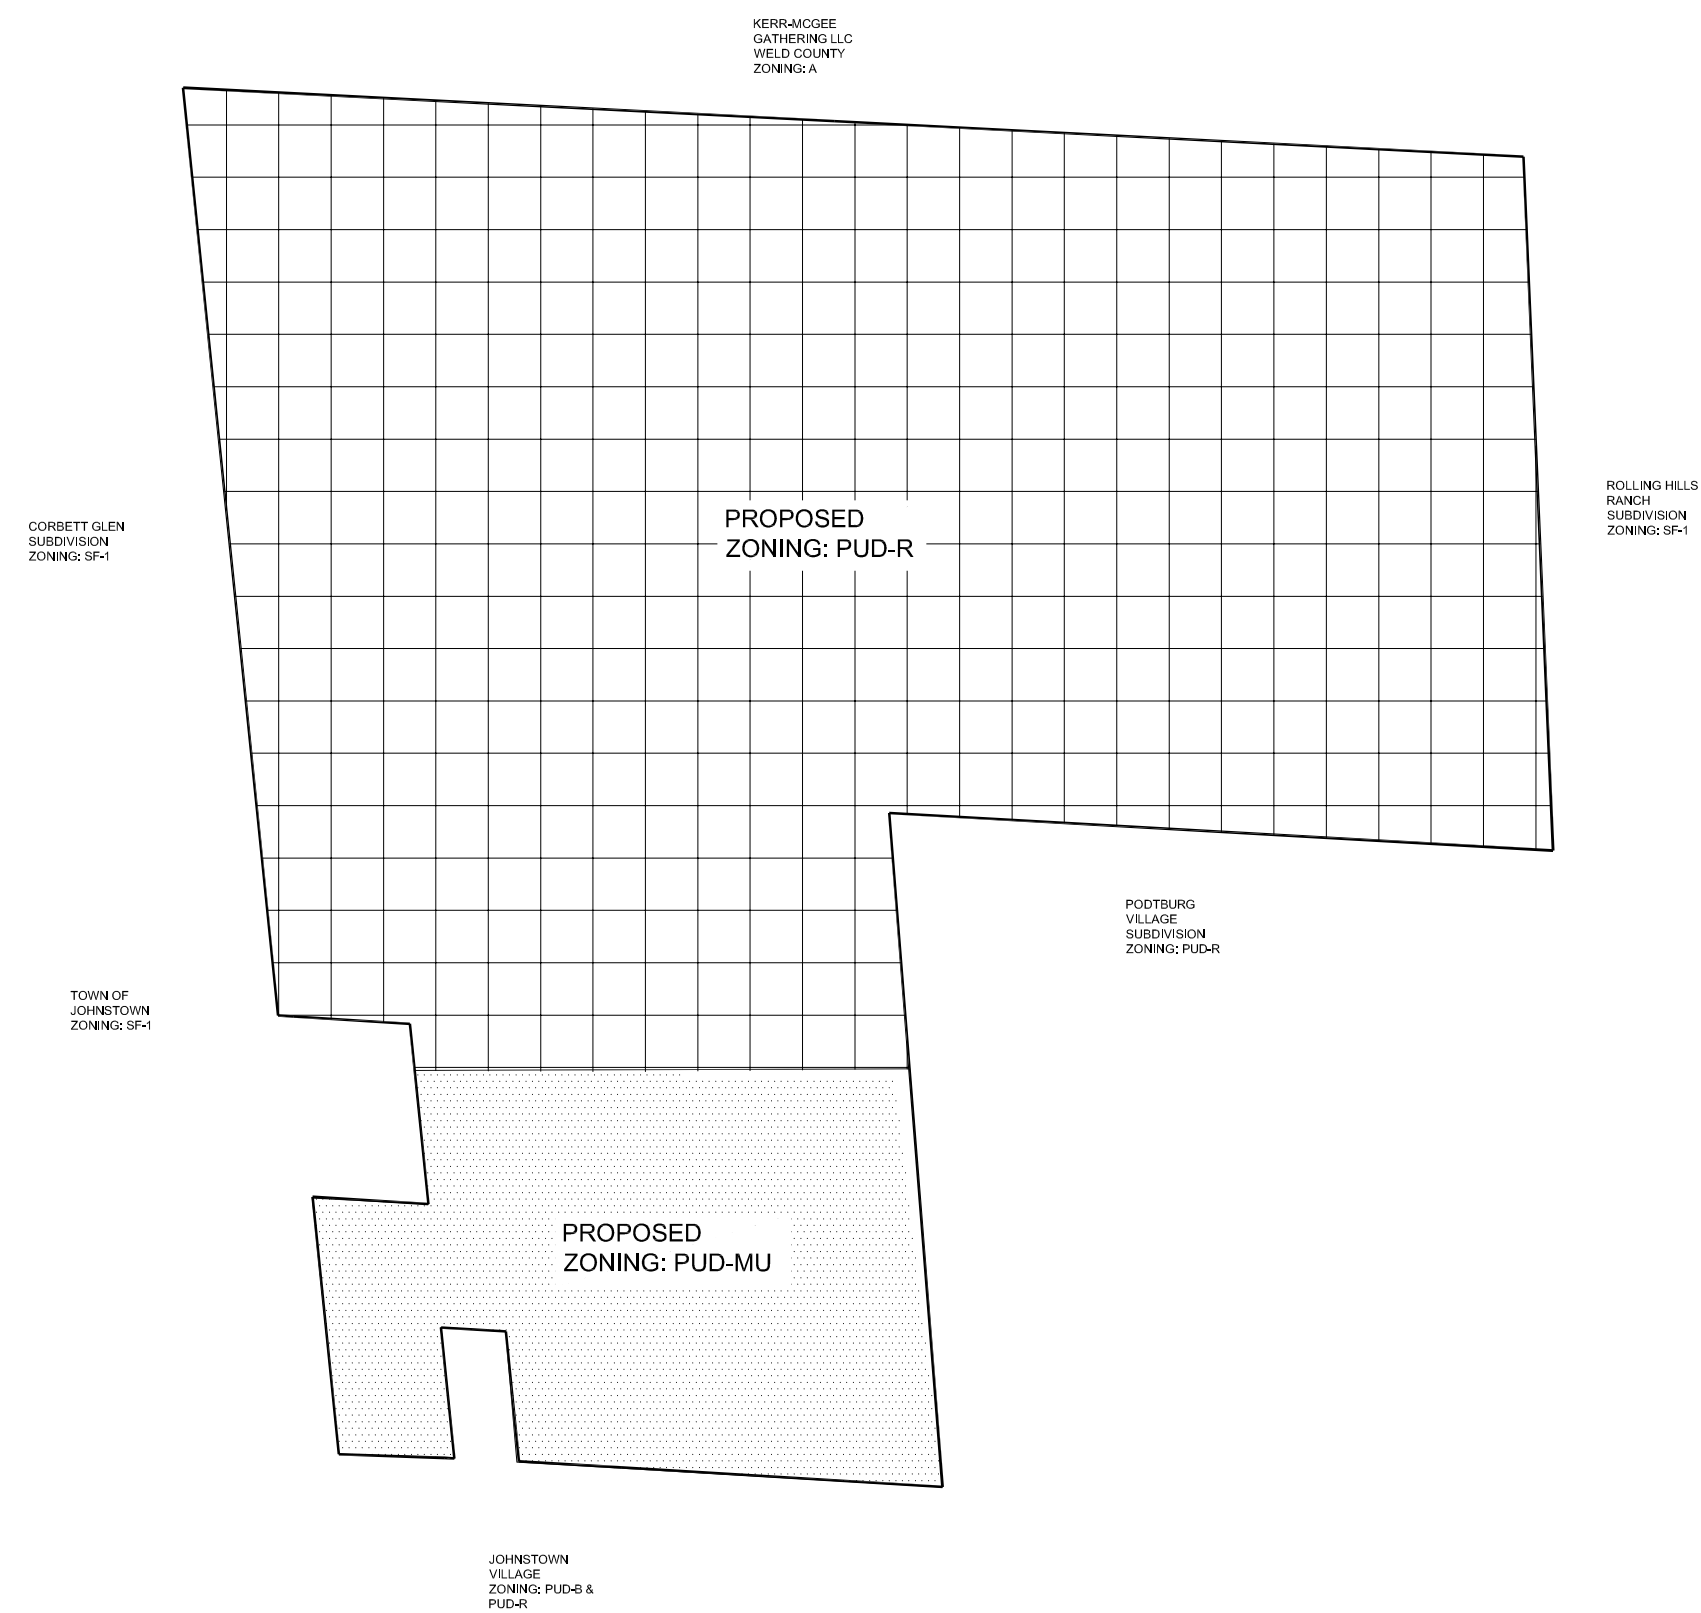 KERR-MCGEE
GATHERING LLC
WELD COUNTY
ZONING: A
ROLLING HILLS
RANCH
SUBDIVISION
ZONING: SF-1
PROPOSED
ZONING: PUD-R
CORBETT GLEN
SUBDIVISION
ZONING: SF-1
PODTBURG
VILLAGE
SUBDIVISION
ZONING: PUD-R
TOWN OF
JOHNSTOWN
ZONING: SF-1
PROPOSED
ZONING: PUD-MU
JOHNSTOWN
VILLAGE
ZONING: PUD-B &
PUD-R